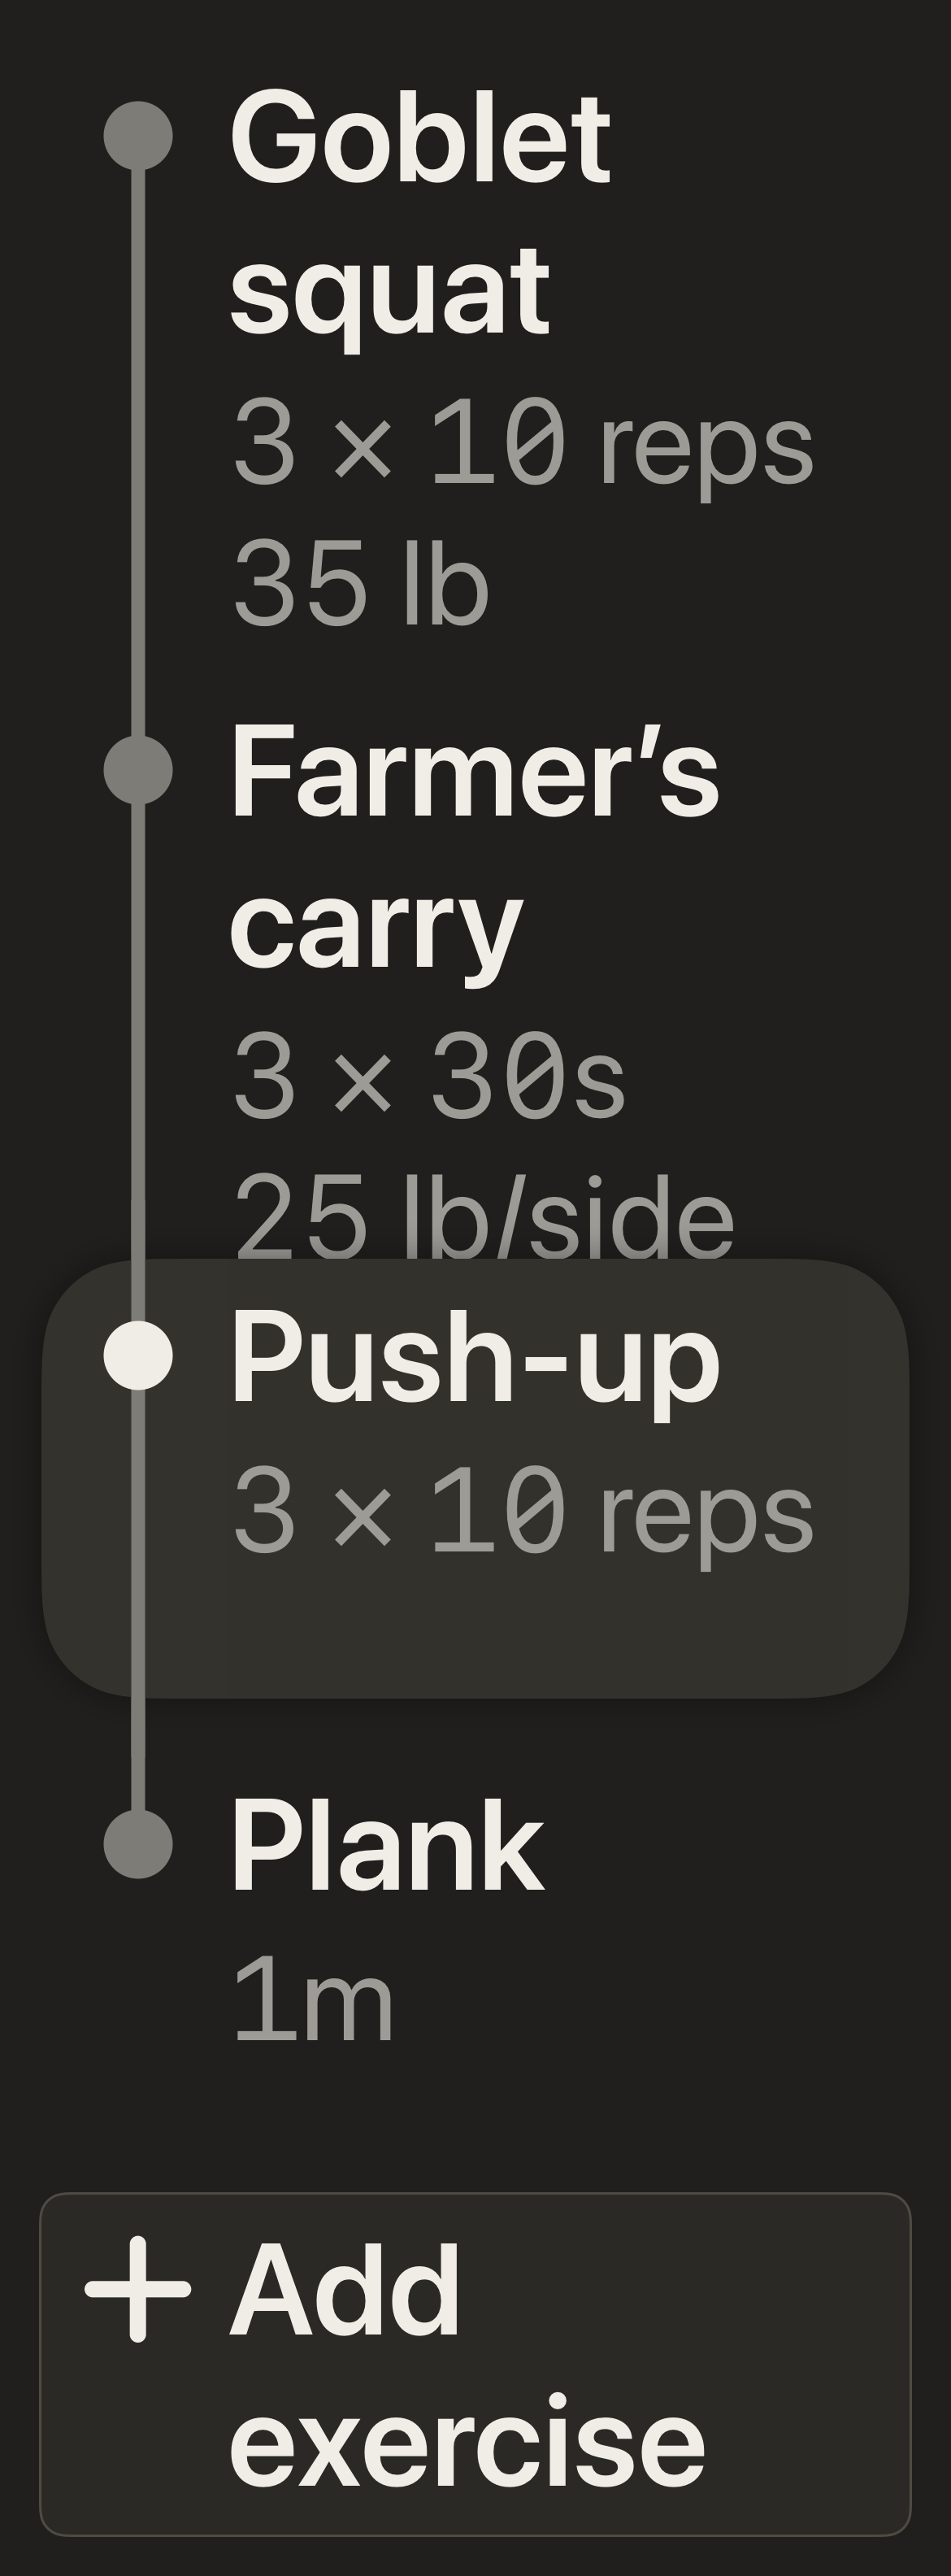 Goblet
squat
3 × 10 reps
35 lb
Farmer’s
carry
3 × 30s
25 lb/side
Push-up
3 × 10 reps
Plank
1m
Add
exercise